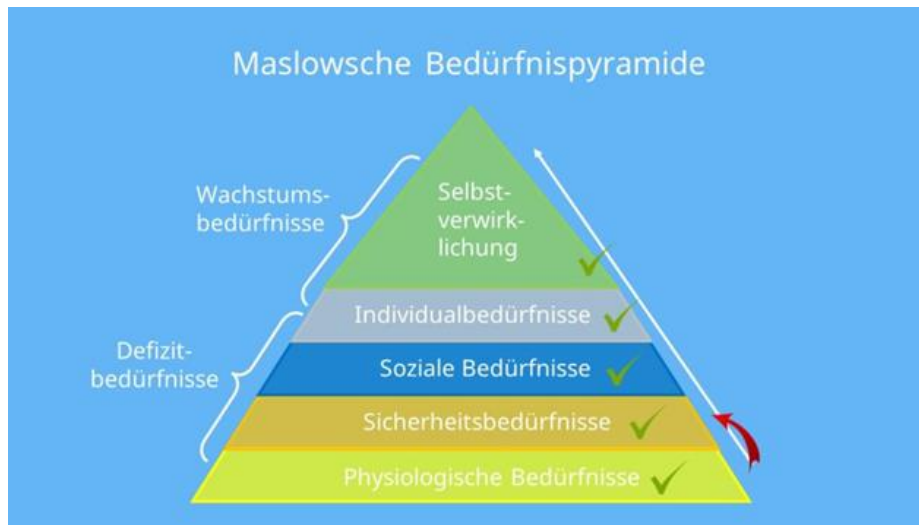 Maslowsche Bedürfnispyramide
Wachstums-
bedürfnisse
Selbst-
verwirk-
lichung
Individualbedürfnisse
Defizit-
bedürfnisse
Soziale Bedürfnisse
Sicherheitsbedürfnisse
Physiologische Bedürfnisse